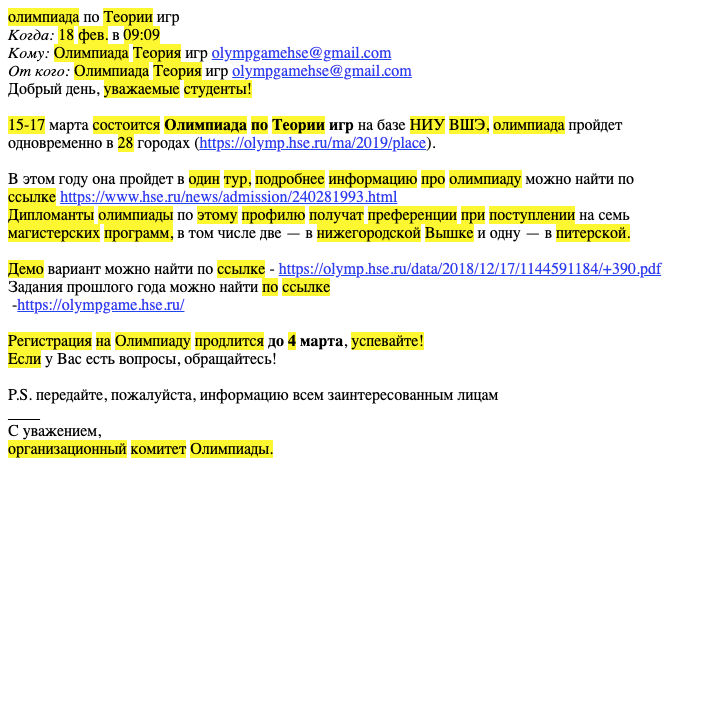 олимпиада по Теории игр
Когда: 18 фев. в 09:09
Кому: Олимпиада Теория игр olympgamehse@gmail.com
От кого: Олимпиада Теория игр olympgamehse@gmail.com
Добрый день, уважаемые студенты!
15-17 марта состоится Олимпиада по Теории игр на базе НИУ ВШЭ, олимпиада пройдет
одновременно в 28 городах (https://olymp.hse.ru/ma/2019/place).
В этом году она пройдет в один тур, подробнее информацию про олимпиаду можно найти по
ссылке https://www.hse.ru/news/admission/240281993.html
Дипломанты олимпиады по этому профилю получат преференции при поступлении на семь
магистерских программ, в том числе две — в нижегородской Вышке и одну — в питерской.
Демо вариант можно найти по ссылке - https://olymp.hse.ru/data/2018/12/17/1144591184/+390.pdf
Задания прошлого года можно найти по ссылке
-https://olympgame.hse.ru/
Регистрация на Олимпиаду продлится до 4 марта, успевайте!
Если у Вас есть вопросы, обращайтесь!
P.S. передайте, пожалуйста, информацию всем заинтересованным лицам
____
С уважением,
организационный комитет Олимпиады.